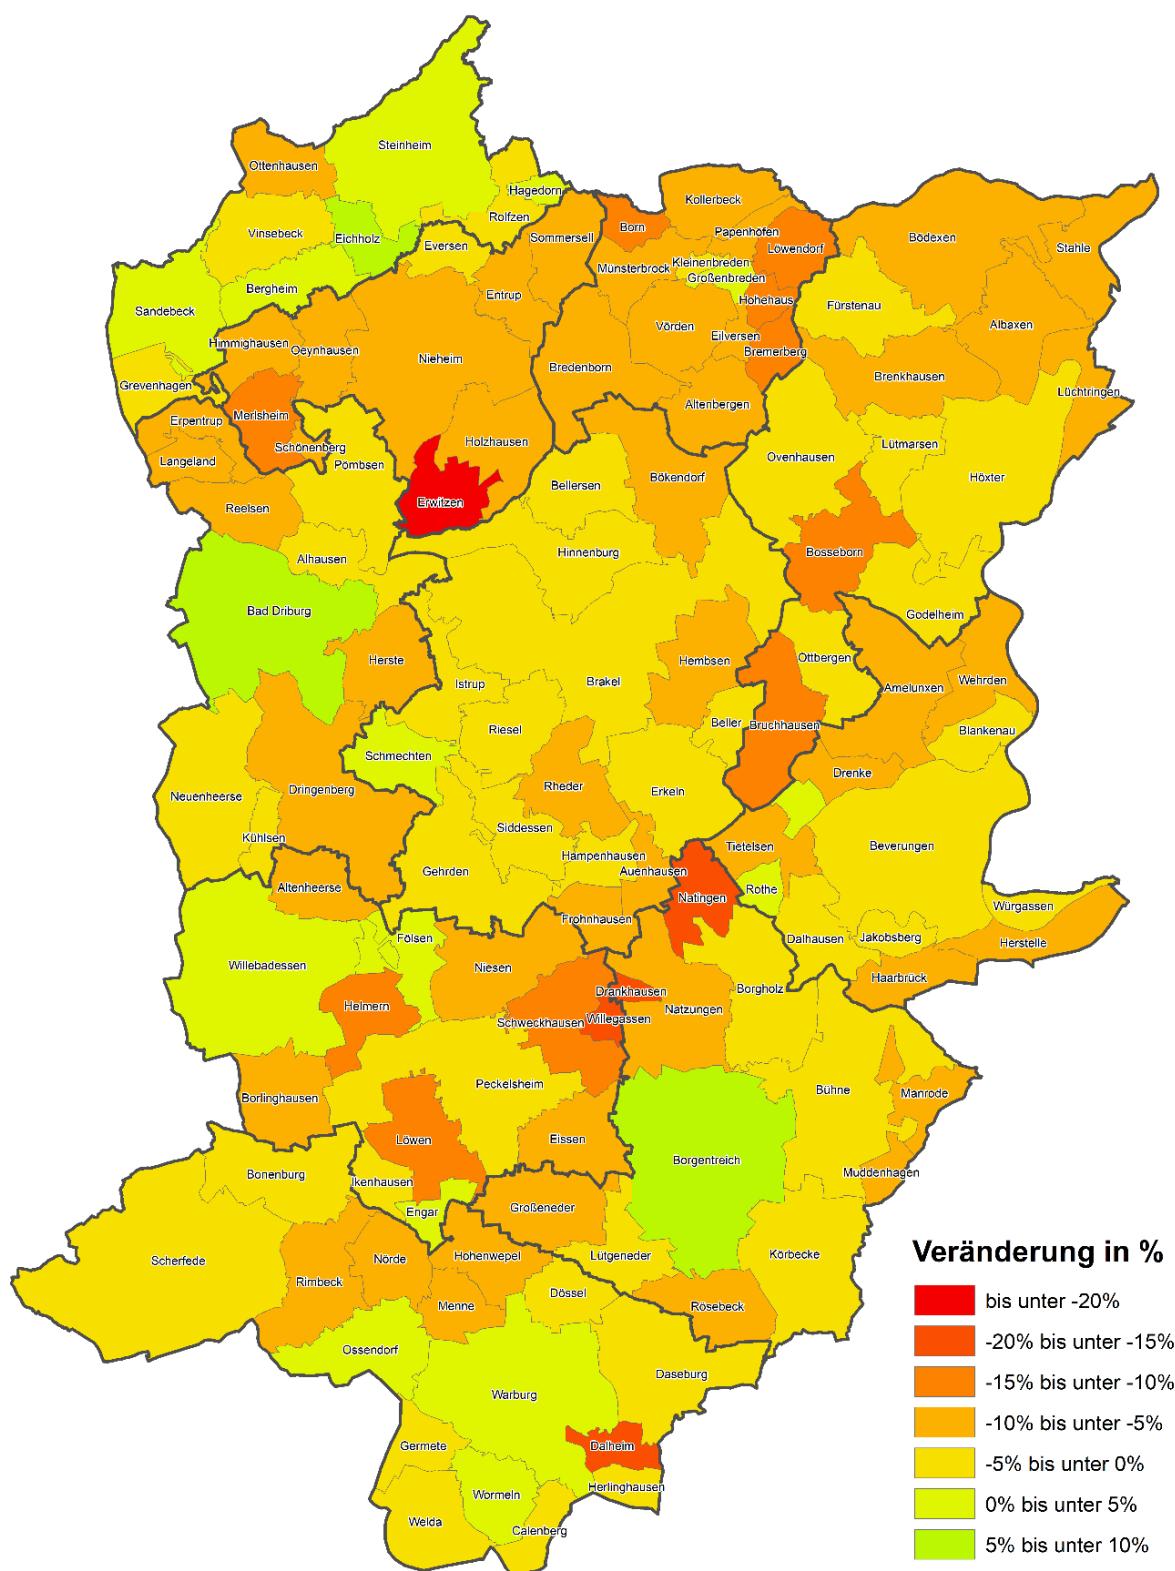 Steinheim
Ottenhausen
Hagedorn
Kollerbeck
Rolfzen
Vinsebeck
Born
Papenhöfen
Eichholz
Sommersell
Bödexen
Eversen
Löwendorf
Stahle
Kleinenbreden
Münsterbrock
Großenbreden
Bergheim
Entrup
Hohehaus
Fürstenau
Sandebeck
Vörden
Albaxen
Eilversen
Himmighausen
Oeynhausen
Nieheim
Bremerberg
Bredenborn
Brenkhausen
Grevenhagen
Lüchtringen
Altenbergen
Merlsheim
Erpentrup
Holzhausen
Lütmarsen
Schönenberg
Ovenhausen
Langeland
Pömbsen
Höxter
Bökendorf
Bellersen
Erwitzen
Reelsen
Hinnenburg
Bosseborn
Alhausen
Bad Driburg
Godelheim
Ottbergen
Herste
Hembsen
Wehrden
Istrup
Brakel
Amelunxen
Beller
Bruchhausen
Riesel
Blankenau
Schmechten
Drenke
Rheder
Erkeln
Dringenberg
Neuenheerse
Siddessen
Kühlsen
Beverungen
Tietelsen
Hampenhausen
Gehrden
Auenhausen
Altenheerse
Rothe
Natingen
Würgassen
Frohnhausen
Fölsen
Dalhausen
Jakobsberg
Herstelle
Willebadessen
Niesen
Haarbrück
Borgholz
Drankhausen
Helmern
Natzungen
Schweckhausen
Willegassen
Peckelsheim
Bühne
Manrode
Borlinghausen
Löwen
Eissen
Borgentreich
Muddenhagen
Bonenburg
Ikenhausen
Großeneder
Engar
Scherfede
Nörde
Hohenwepel
Lütgeneder
Körbecke
Rimbeck
Dössel
Menne
Rösebeck
Ossendorf
Daseburg
Warburg
Germete
Dalheim
Herlinghausen
Wormeln
Welda
Calenberg
Veränderung in %
bis unter -20%
-20% bis unter -15%
-15% bis unter -10%
-10% bis unter -5%
-5% bis unter 0%
0% bis unter 5%
5% bis unter 10%